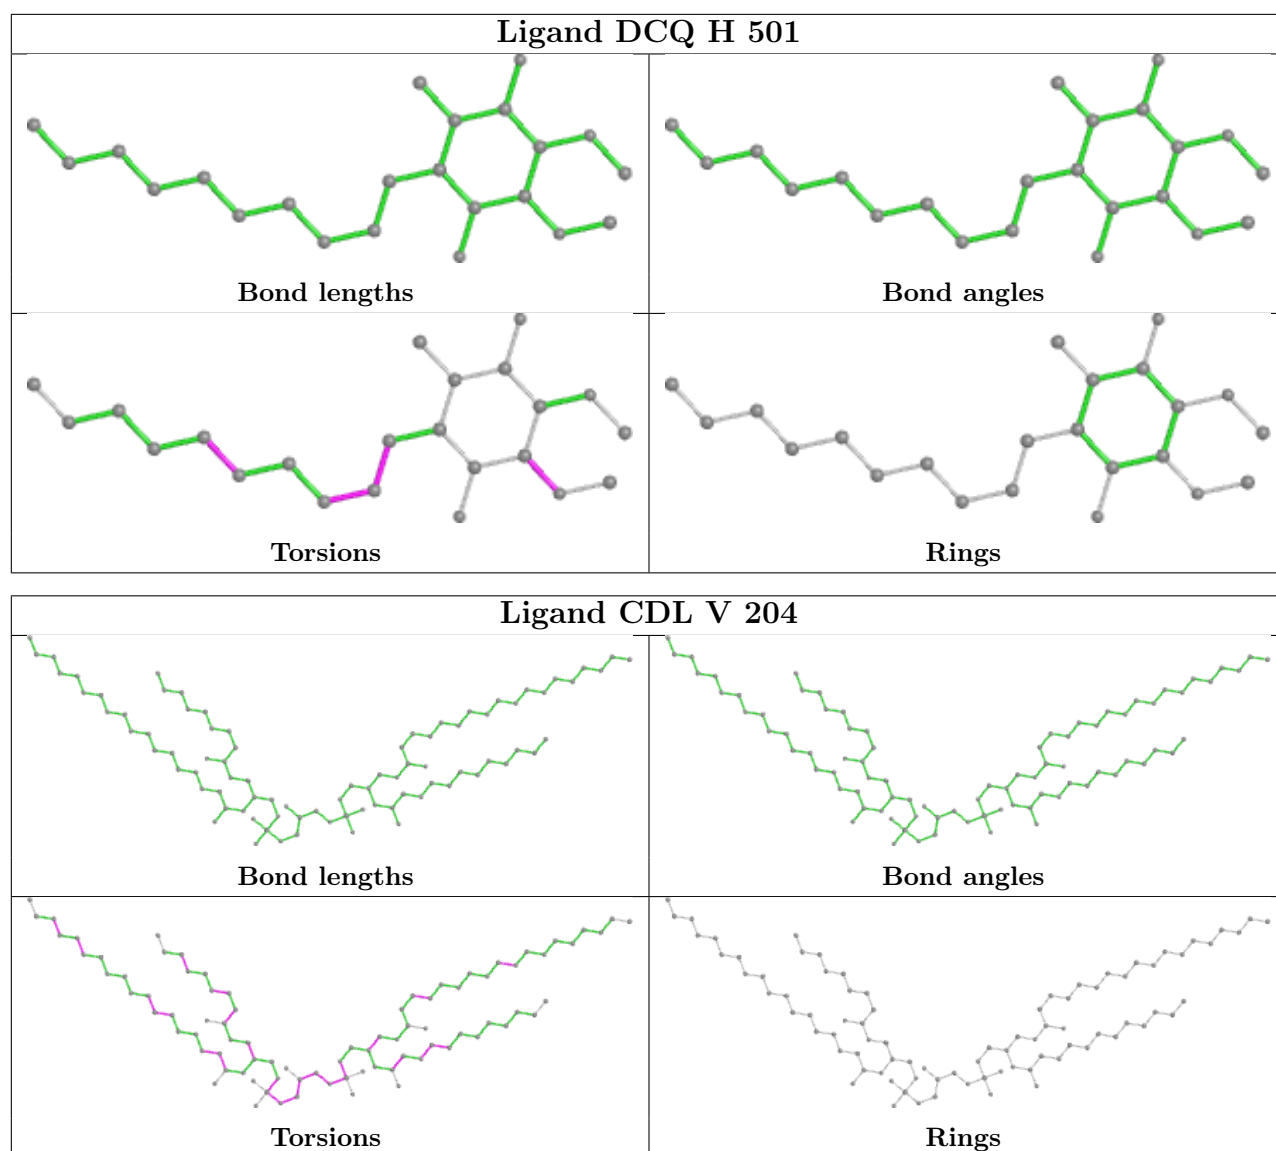 Ligand DCQ H 501
Bond lengths
Bond angles
Torsions
Rings
Ligand CDL V 204
Bond lengths
Bond angles
Torsions
Rings